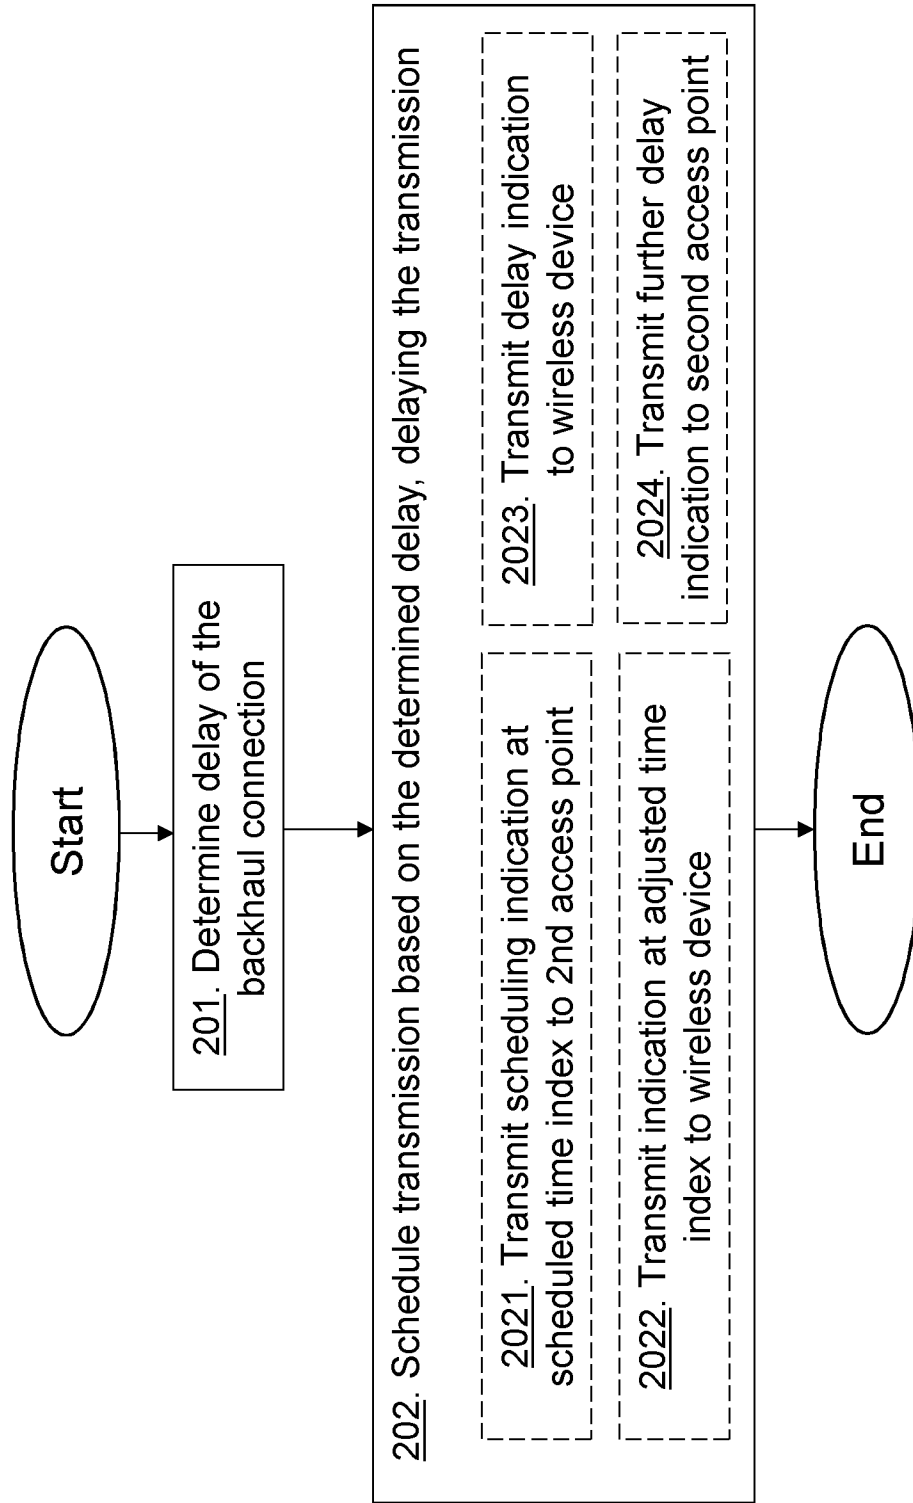 Start
201. Determine delay of the
backhaul connection
202. Schedule transmission based on the determined delay, delaying the transmission
2021. Transmit scheduling indication at
scheduled time index to 2nd access point
2022. Transmit indication at adjusted time
index to wireless device
2023. Transmit delay indication
to wireless device
2024. Transmit further delay
indication to second access point
End